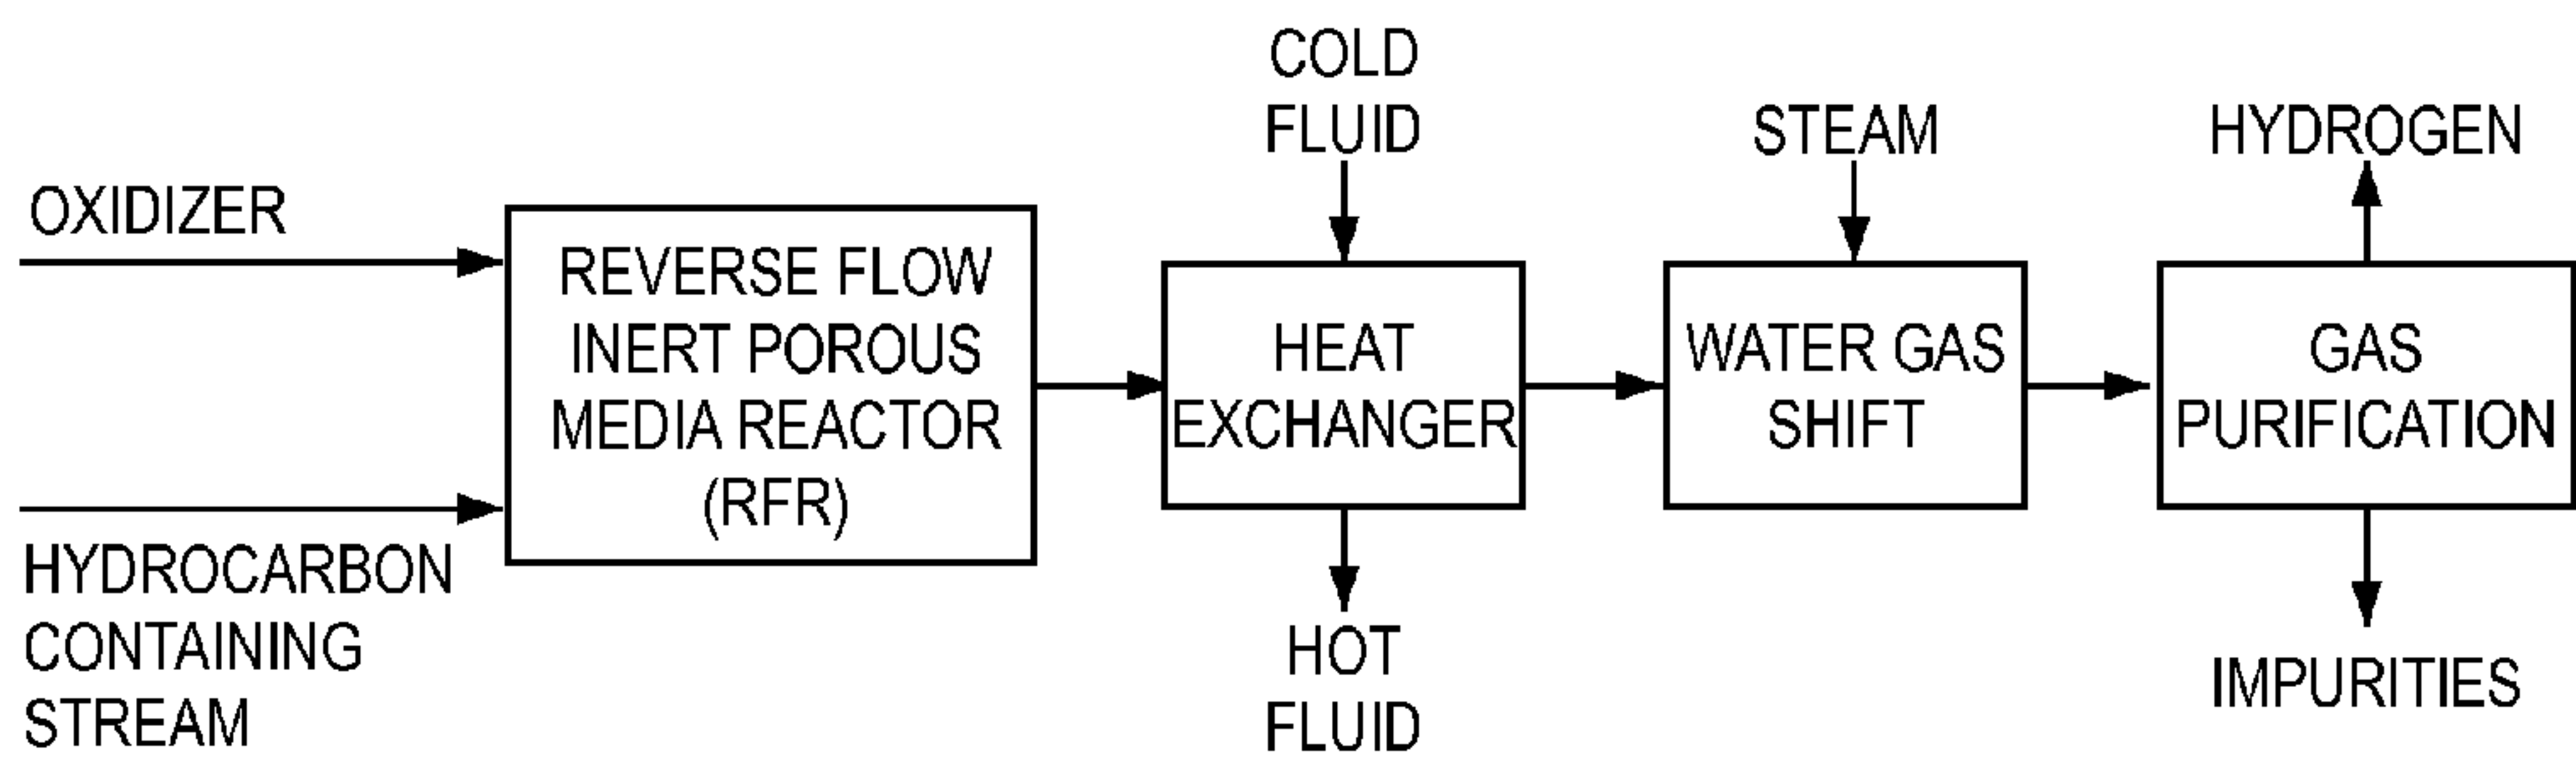 OXIDIZER
HYDROCARBON
CONTAINING
STREAM
REVERSE FLOW
INERT POROUS
MEDIA REACTOR
(RFR)
COLD
FLUID
HEAT
EXCHANGER
HOT
FLUID
STEAM
WATER GAS
SHIFT
HYDROGEN
GAS
PURIFICATION
IMPURITIES